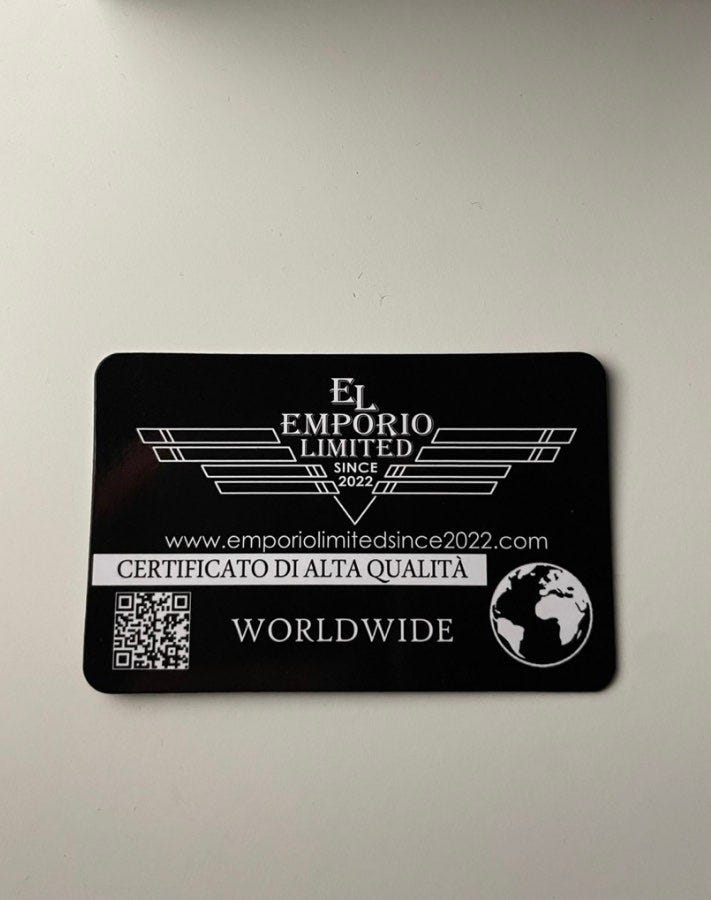 EL
EMPORIO
LIMITED
SINCE
2022
www.emporiolimitedsince2022.com
CERTIFICATO DI ALTA QUALITÀ
WORLDWIDE